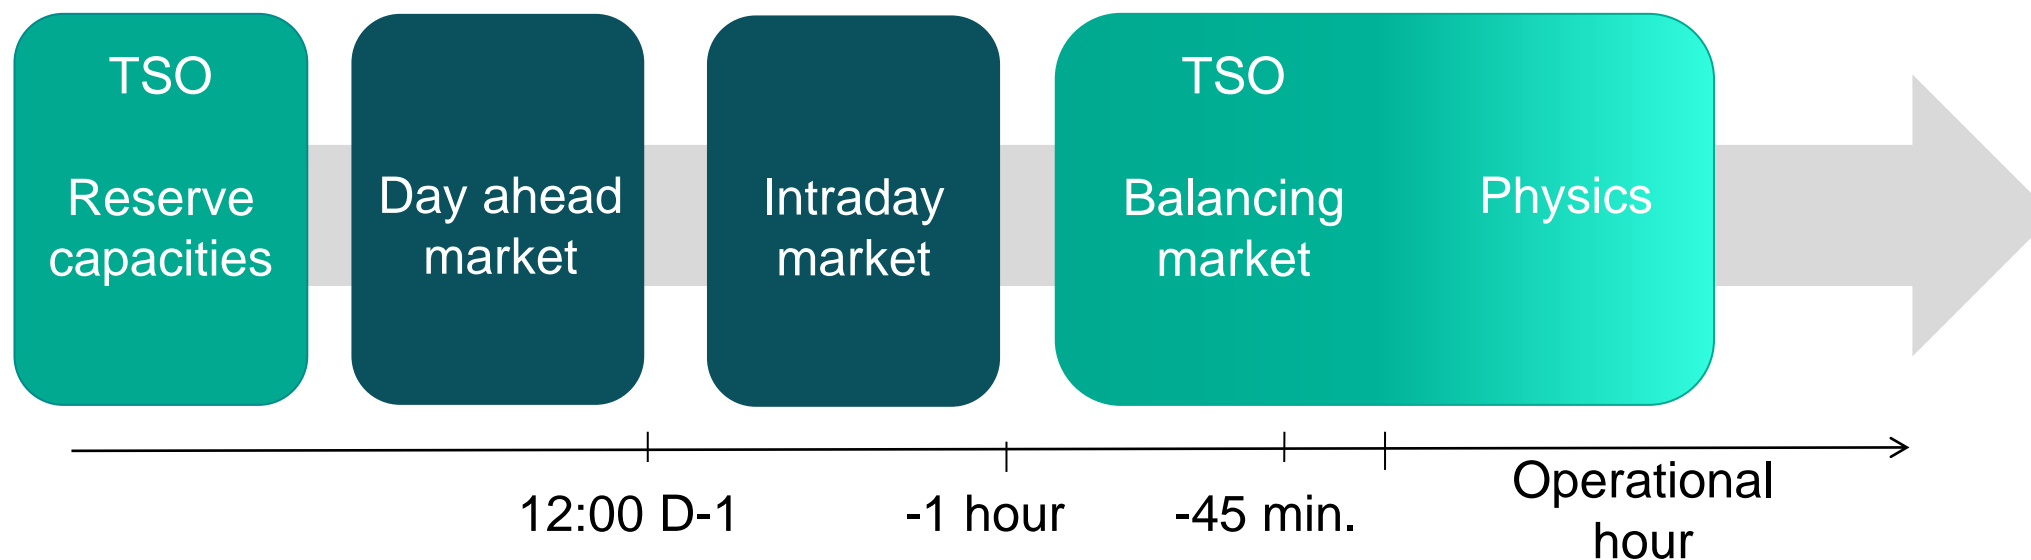 TSO
Reserve
capacities
Day ahead
market
Intraday
market
TSO
Balancing
market
Physics
12:00 D-1
-1 hour
-45 min.
Operational
hour